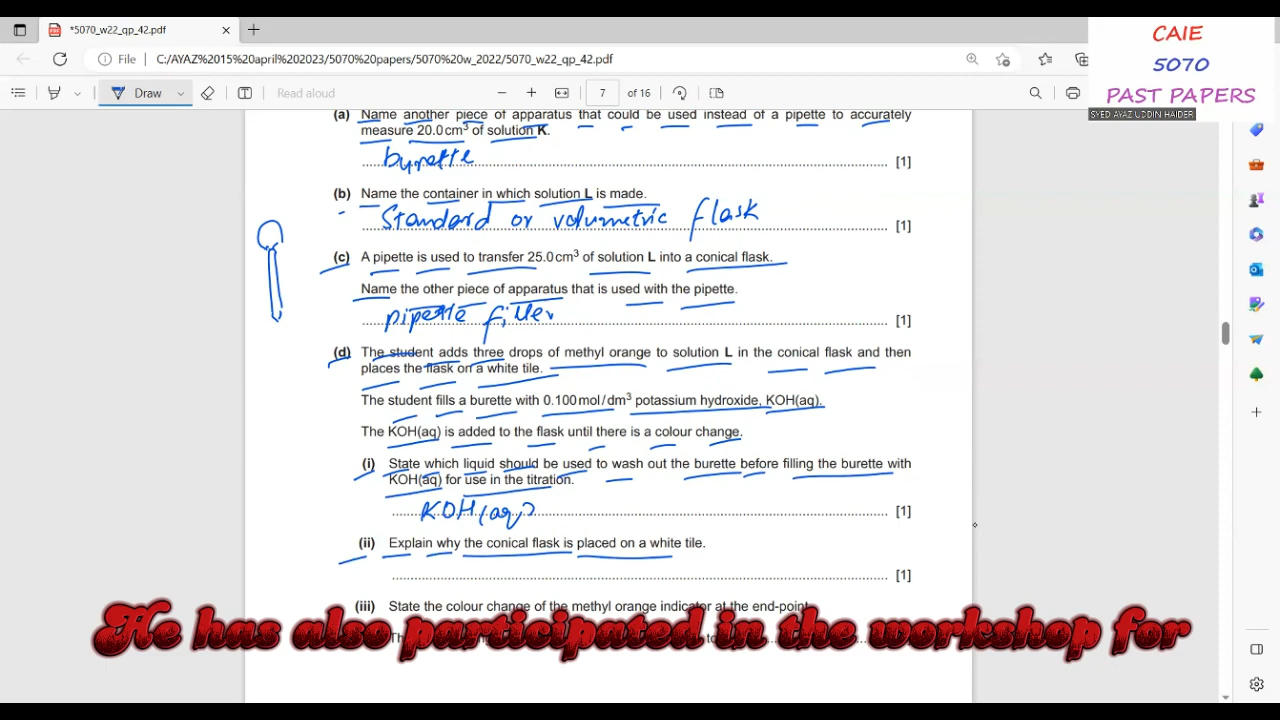 *5070_w22_qp_42.pdf
File C:/AYAZ%2015%20april%202023/5070%20papers/5070%20w_2022/5070_w22_qp_42.pdf
Draw Read aloud 7 of 16
CAIE
5070
PAST PAPERS
SYED AYAZ UDDIN HAIDER
(a) Name another piece of apparatus that could be used instead of a pipette to accurately
measure 20.0 cm³ of solution K.
burette [1]
(b) Name the container in which solution L is made.
Standard or volumetric flask [1]
(c) A pipette is used to transfer 25.0 cm³ of solution L into a conical flask.
Name the other piece of apparatus that is used with the pipette.
pipette filler [1]
(d) The student adds three drops of methyl orange to solution L in the conical flask and then
places the flask on a white tile.
The student fills a burette with 0.100 mol/dm³ potassium hydroxide, KOH(aq).
The KOH(aq) is added to the flask until there is a colour change.
(i) State which liquid should be used to wash out the burette before filling the burette with
KOH(aq) for use in the titration.
KOH(aq) [1]
(ii) Explain why the conical flask is placed on a white tile.
[1]
(iii) State the colour change of the methyl orange indicator at the end-point.
He has also participated in the workshop for